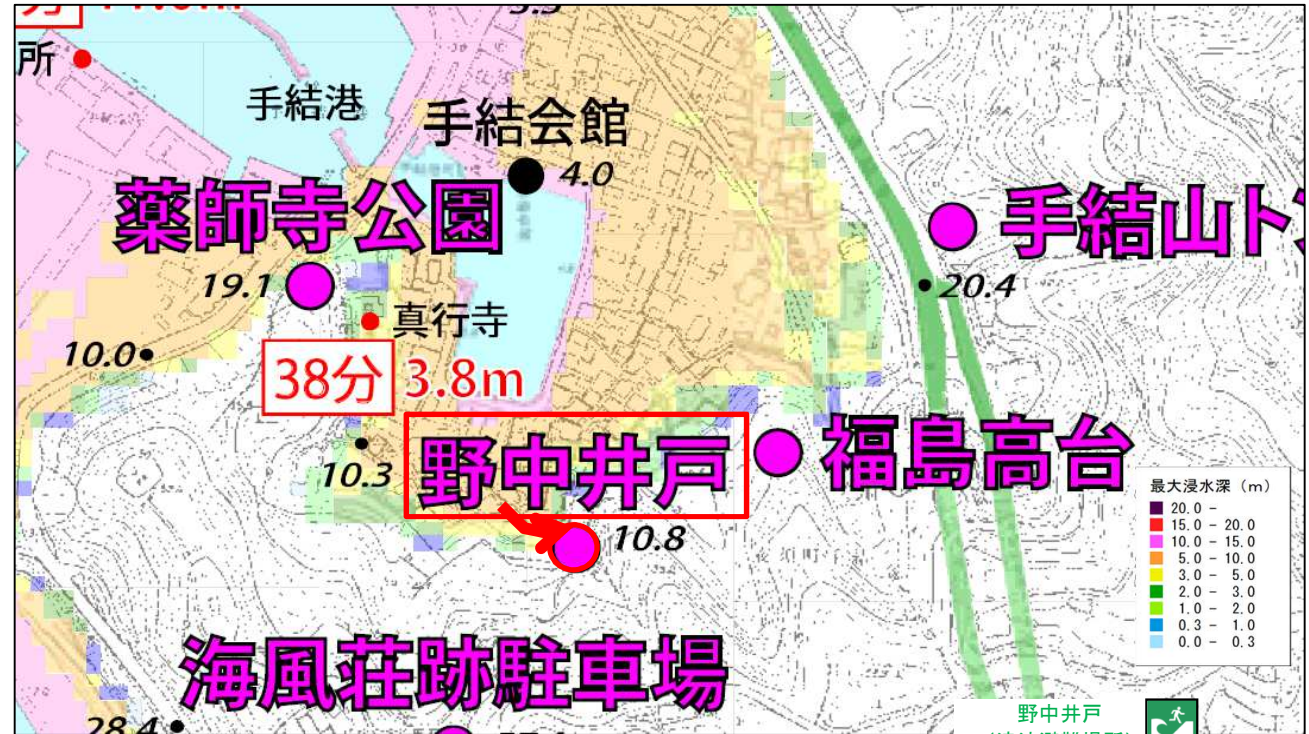 所
手結港
手結会館
4.0
薬師寺公園
手結山ト
19.1
20.4
真行寺
10.0
38分 3.8m
野中井戸
福島高台
10.3
10.8
最大浸水深（m）
20.0 -
15.0 - 20.0
10.0 - 15.0
5.0 - 10.0
3.0 - 5.0
2.0 - 3.0
1.0 - 2.0
0.3 - 1.0
0.0 - 0.3
海風荘跡駐車場
28.4
野中井戸